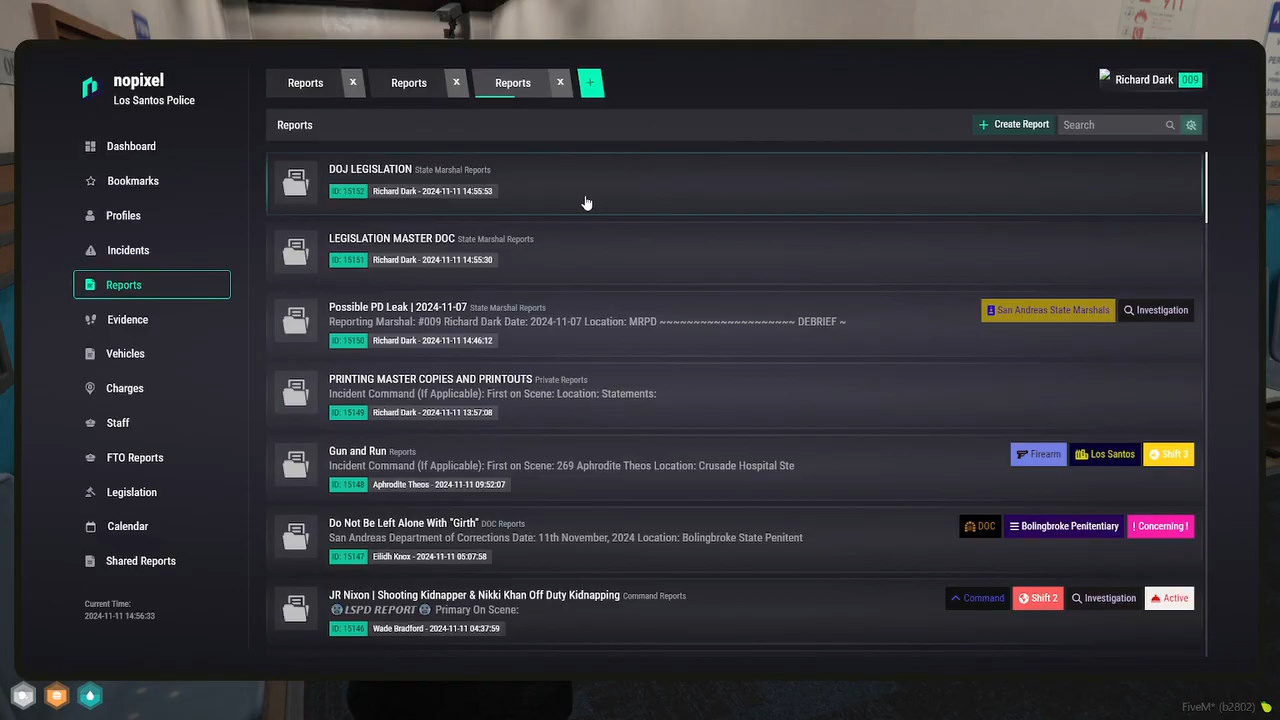 nopixel
Los Santos Police
Reports x Reports x Reports x +
Richard Dark 009
Dashboard
Bookmarks
Profiles
Incidents
Reports
Evidence
Vehicles
Charges
Staff
FTO Reports
Legislation
Calendar
Shared Reports
Current Time:
2024-11-11 14:56:33
Reports
+ Create Report
Search
DOJ LEGISLATION State Marshal Reports
ID: 15152 Richard Dark - 2024-11-11 14:55:53
LEGISLATION MASTER DOC State Marshal Reports
ID: 15151 Richard Dark - 2024-11-11 14:55:30
Possible PD Leak | 2024-11-07 State Marshal Reports
Reporting Marshal: #009 Richard Dark Date: 2024-11-07 Location: MRPD ~~~~~~~~~~~~~~~~~~~~~ DEBRIEF ~
ID: 15150 Richard Dark - 2024-11-11 14:46:12
San Andreas State Marshals Investigation
PRINTING MASTER COPIES AND PRINTOUTS Private Reports
Incident Command (If Applicable): First on Scene: Location: Statements:
ID: 15149 Richard Dark - 2024-11-11 13:57:08
Gun and Run Reports
Incident Command (If Applicable): First on Scene: 269 Aphrodite Theos Location: Crusade Hospital Ste
ID: 15148 Aphrodite Theos - 2024-11-11 09:52:07
Firearm Los Santos Shift 3
Do Not Be Left Alone With "Girth" DOC Reports
San Andreas Department of Corrections Date: 11th November, 2024 Location: Bolingbroke State Penitent
ID: 15147 Eilidh Knox - 2024-11-11 05:07:58
DOC Bolingbroke Penitentiary ! Concerning !
JR Nixon | Shooting Kidnapper & Nikki Khan Off Duty Kidnapping Command Reports
LSPD REPORT Primary On Scene:
ID: 15146 Wade Bradford - 2024-11-11 04:37:59
Command Shift 2 Investigation Active
FiveM* (b2802)